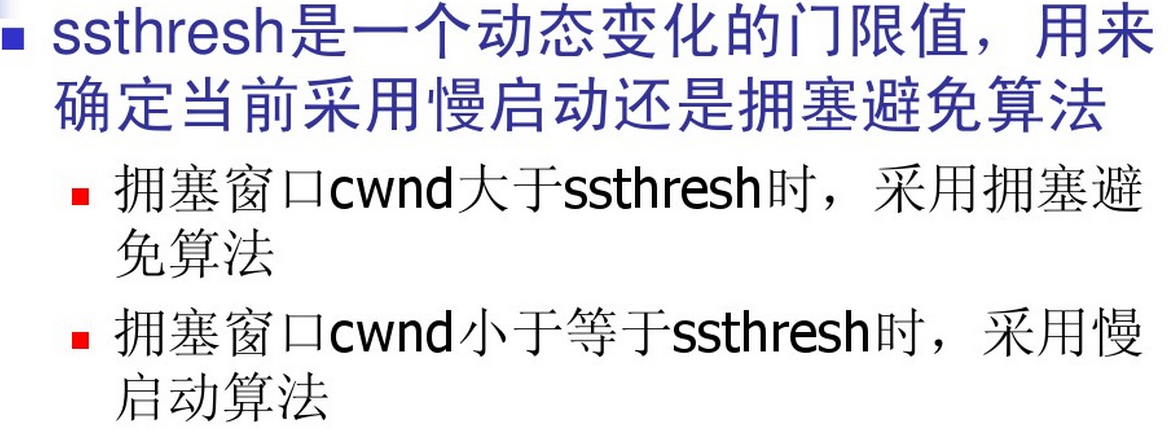 ssthresh是一个动态变化的门限值，用来
确定当前采用慢启动还是拥塞避免算法
拥塞窗口cwnd大于ssthresh时，采用拥塞避
免算法
拥塞窗口cwnd小于等于ssthresh时，采用慢
启动算法